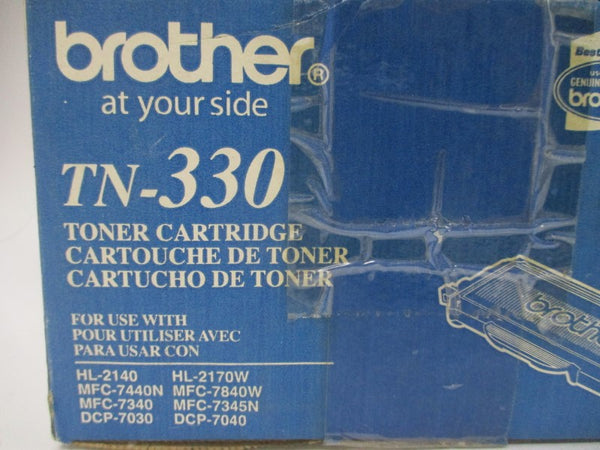 brother®
at your side
TN-330
TONER CARTRIDGE
CARTOUCHE DE TONER
CARTUCHO DE TONER
FOR USE WITH
POUR UTILISER AVEC
PARA USAR CON
HL-2140 HL-2170W
MFC-7440N MFC-7840W
MFC-7340 MFC-7345N
DCP-7030 DCP-7040
Best
brother